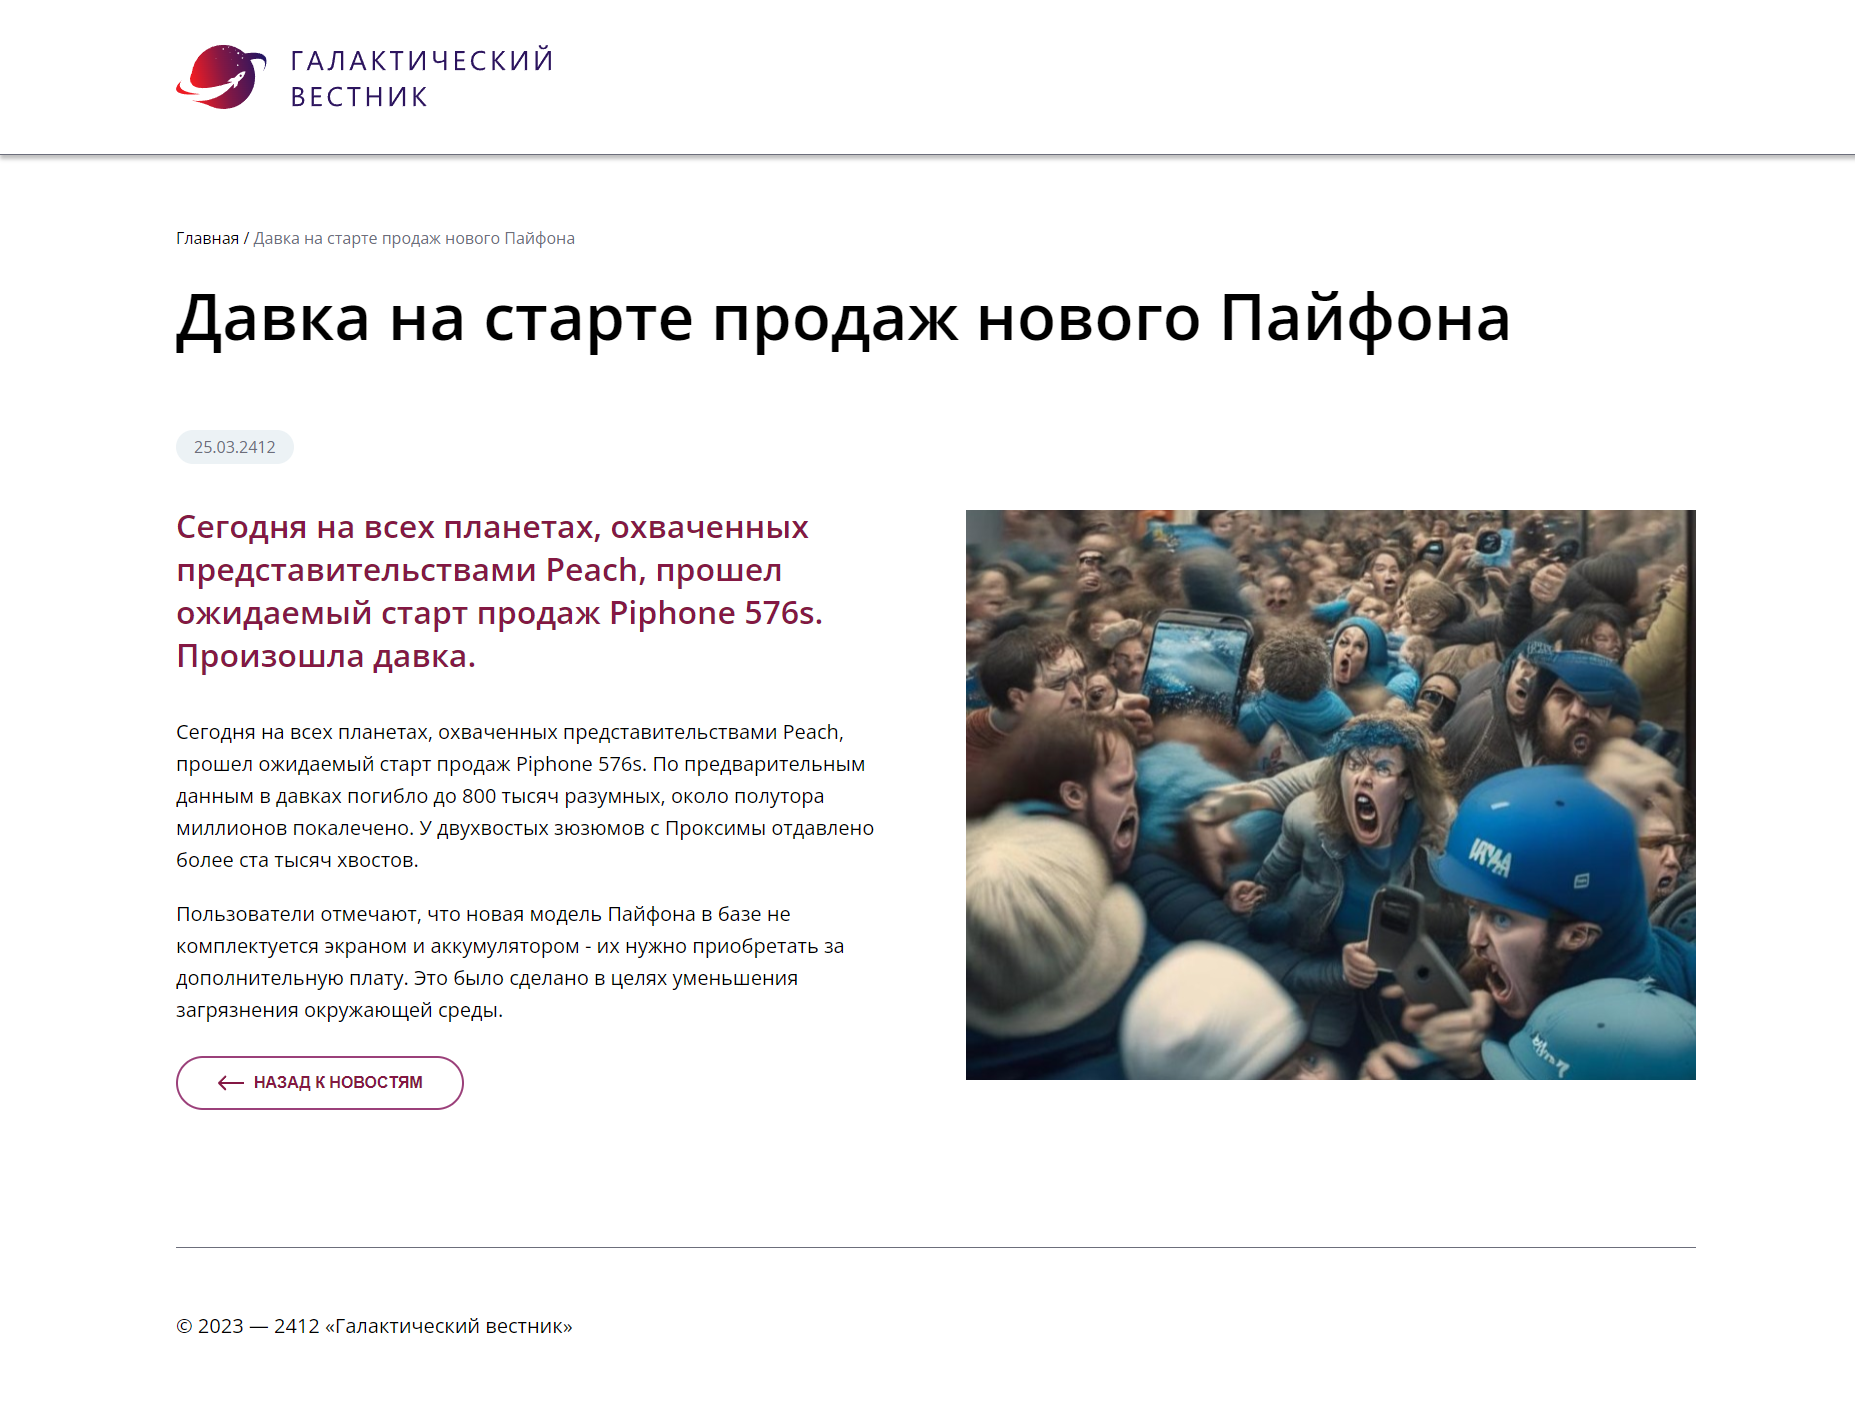 ГАЛАКТИЧЕСКИЙ
ВЕСТНИК
Главная / Давка на старте продаж нового Пайфона
Давка на старте продаж нового Пайфона
25.03.2412
Сегодня на всех планетах, охваченных
представительствами Peach, прошел
ожидаемый старт продаж Piphone 576s.
Произошла давка.
Сегодня на всех планетах, охваченных представительствами Peach,
прошел ожидаемый старт продаж Piphone 576s. По предварительным
данным в давках погибло до 800 тысяч разумных, около полутора
миллионов покалечено. У двухвостых зюзюмов с Проксимы отдавлено
более ста тысяч хвостов.
Пользователи отмечают, что новая модель Пайфона в базе не
комплектуется экраном и аккумулятором - их нужно приобретать за
дополнительную плату. Это было сделано в целях уменьшения
загрязнения окружающей среды.
НАЗАД К НОВОСТЯМ
© 2023 — 2412 «Галактический вестник»